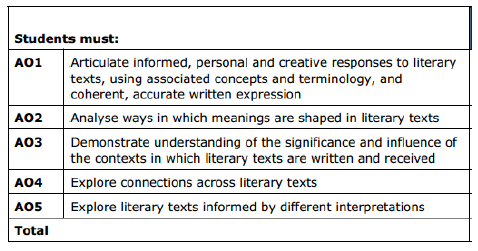 Students must:
AO1 Articulate informed, personal and creative responses to literary
texts, using associated concepts and terminology, and
coherent, accurate written expression
AO2 Analyse ways in which meanings are shaped in literary texts
AO3 Demonstrate understanding of the significance and influence of
the contexts in which literary texts are written and received
AO4 Explore connections across literary texts
AO5 Explore literary texts informed by different interpretations
Total